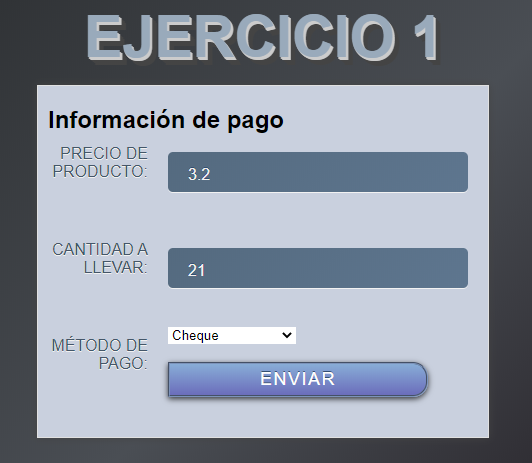 EJERCICIO 1
Información de pago
PRECIO DE
PRODUCTO:
3.2
CANTIDAD A
LLEVAR:
21
MÉTODO DE
PAGO:
Cheque
ENVIAR